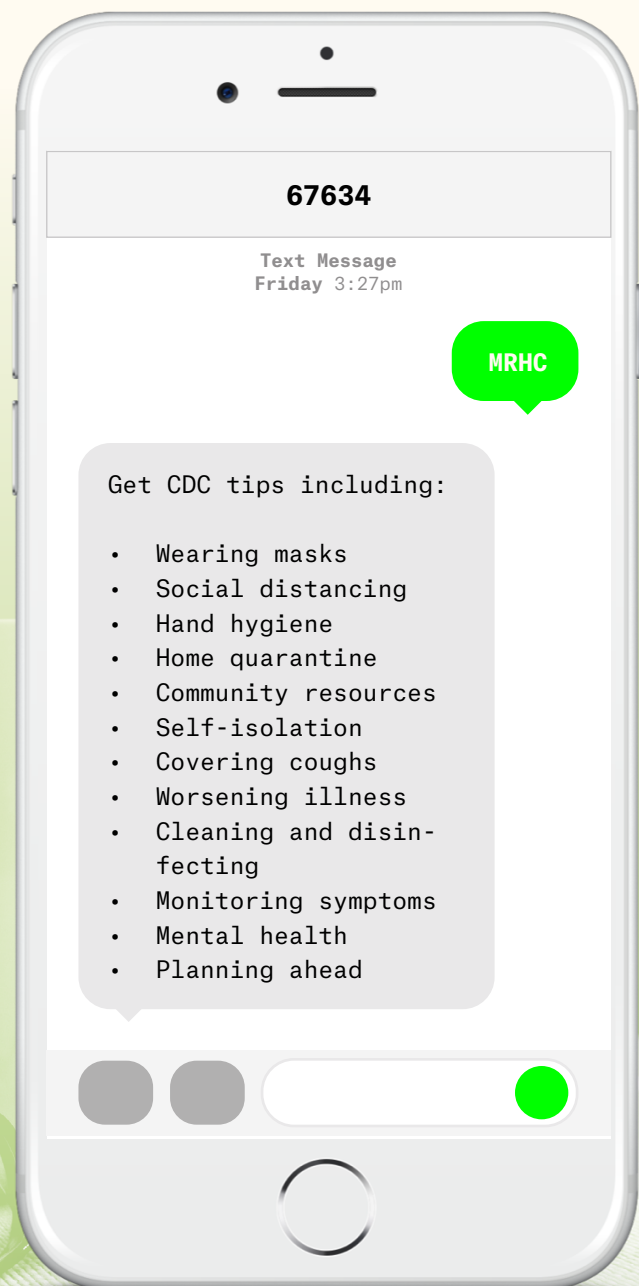 67634
Text Message
Friday 3:27pm
MRHC
Get CDC tips including:
• Wearing masks
• Social distancing
• Hand hygiene
• Home quarantine
• Community resources
• Self-isolation
• Covering coughs
• Worsening illness
• Cleaning and disin-
fecting
• Monitoring symptoms
• Mental health
• Planning ahead